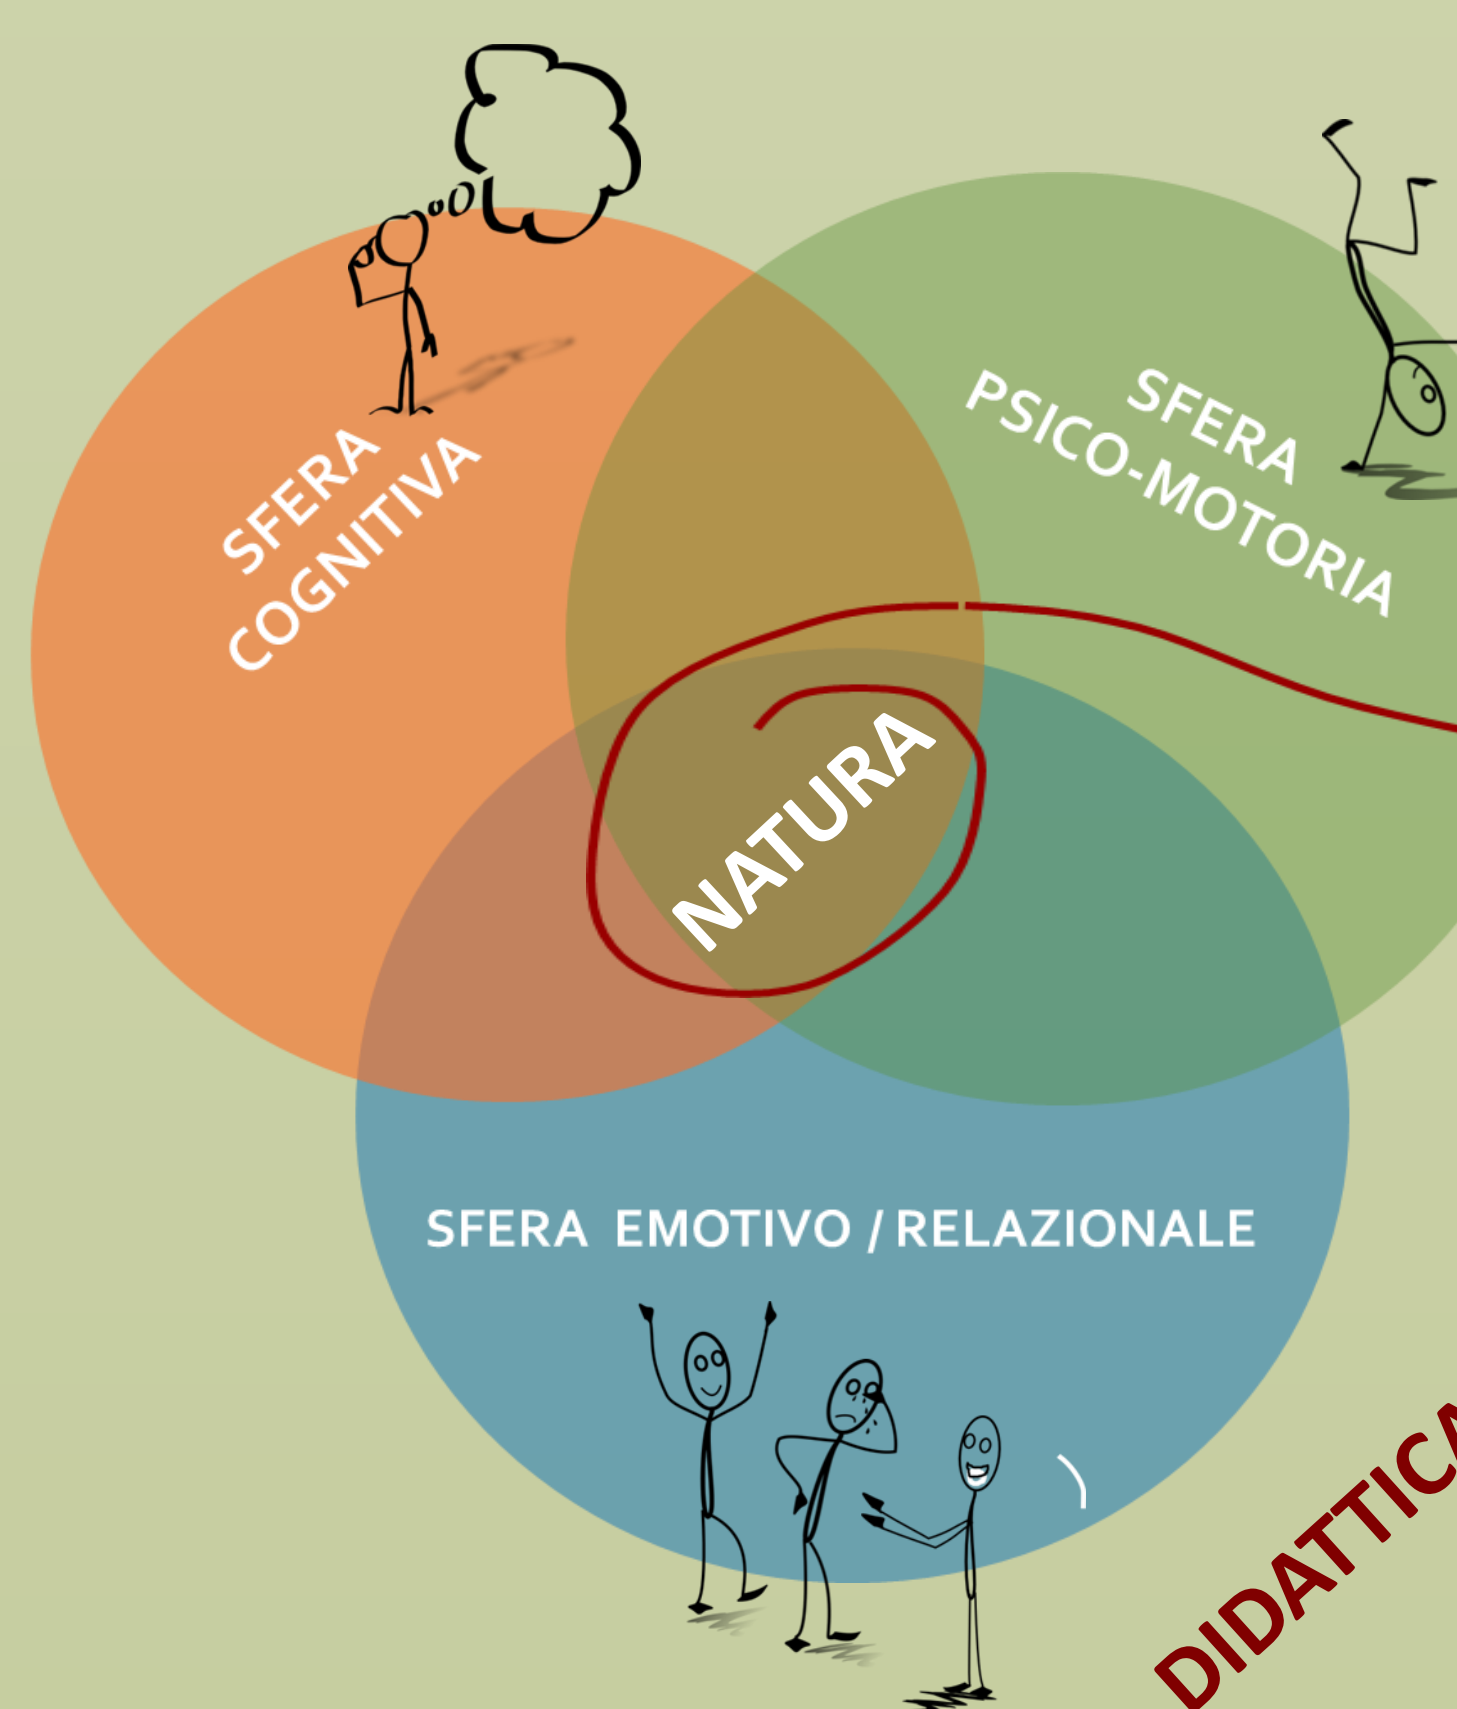 SFERA
COGNITIVA
SFERA
PSICO-MOTORIA
NATURA
SFERA EMOTIVO / RELAZIONALE
DIDATTICA